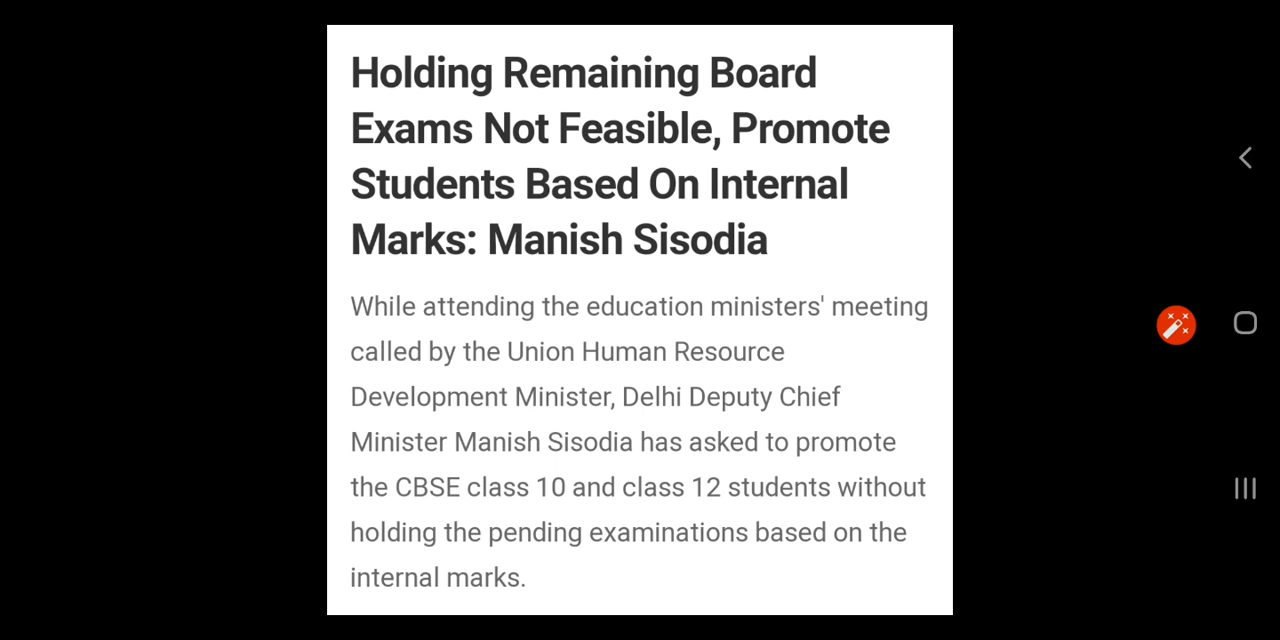 Holding Remaining Board
Exams Not Feasible, Promote
Students Based On Internal
Marks: Manish Sisodia
While attending the education ministers' meeting
called by the Union Human Resource
Development Minister, Delhi Deputy Chief
Minister Manish Sisodia has asked to promote
the CBSE class 10 and class 12 students without
holding the pending examinations based on the
internal marks.